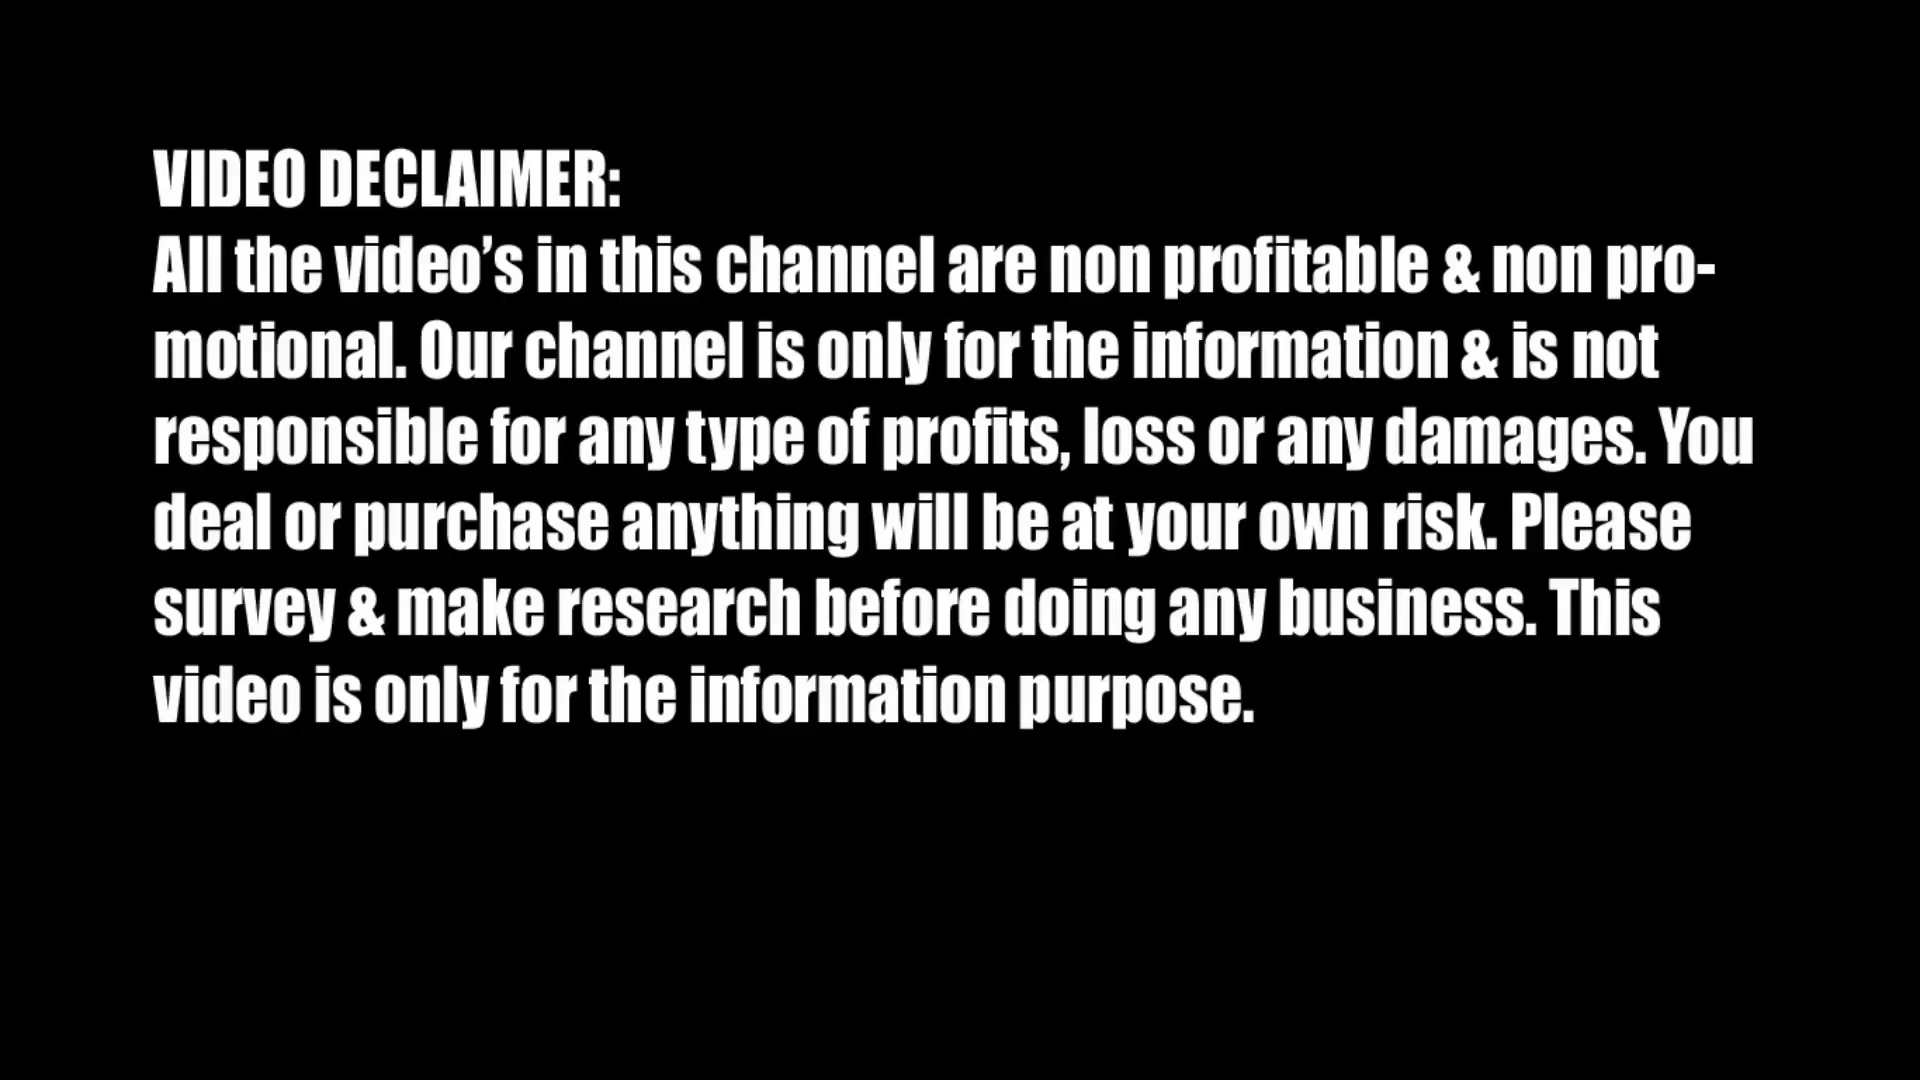 VIDEO DECLAIMER:
All the video’s in this channel are non profitable & non pro-
motional. Our channel is only for the information & is not
responsible for any type of profits, loss or any damages. You
deal or purchase anything will be at your own risk. Please
survey & make research before doing any business. This
video is only for the information purpose.